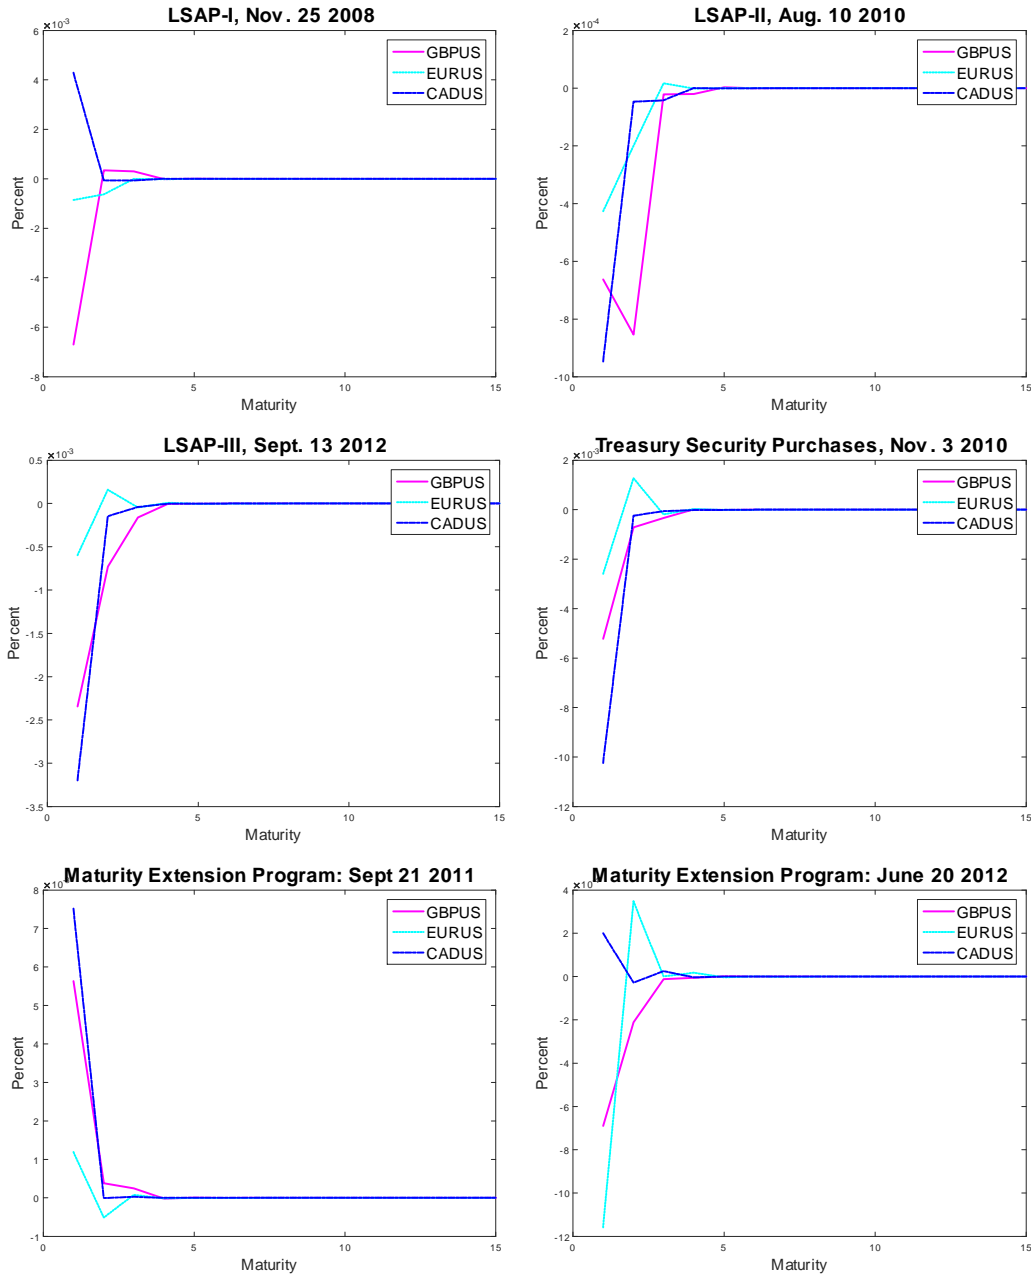 LSAP-I, Nov. 25 2008
×10^-3
6
4
2
0
-2
-4
-6
-8
Percent
GBPUS
EURUS
CADUS
0 5 10 15
Maturity
LSAP-II, Aug. 10 2010
×10^-4
2
0
-2
-4
-6
-8
-10
Percent
GBPUS
EURUS
CADUS
0 5 10 15
Maturity
LSAP-III, Sept. 13 2012
×10^-3
0.5
0
-0.5
-1
-1.5
-2
-2.5
-3
-3.5
Percent
GBPUS
EURUS
CADUS
0 5 10 15
Maturity
Treasury Security Purchases, Nov. 3 2010
×10^-3
2
0
-2
-4
-6
-8
-10
-12
Percent
GBPUS
EURUS
CADUS
0 5 10 15
Maturity
Maturity Extension Program: Sept 21 2011
8
7
6
5
4
3
2
1
0
-1
Percent
GBPUS
EURUS
CADUS
0 5 10 15
Maturity
Maturity Extension Program: June 20 2012
4
2
0
-2
-4
-6
-8
-10
-12
Percent
GBPUS
EURUS
CADUS
0 5 10 15
Maturity